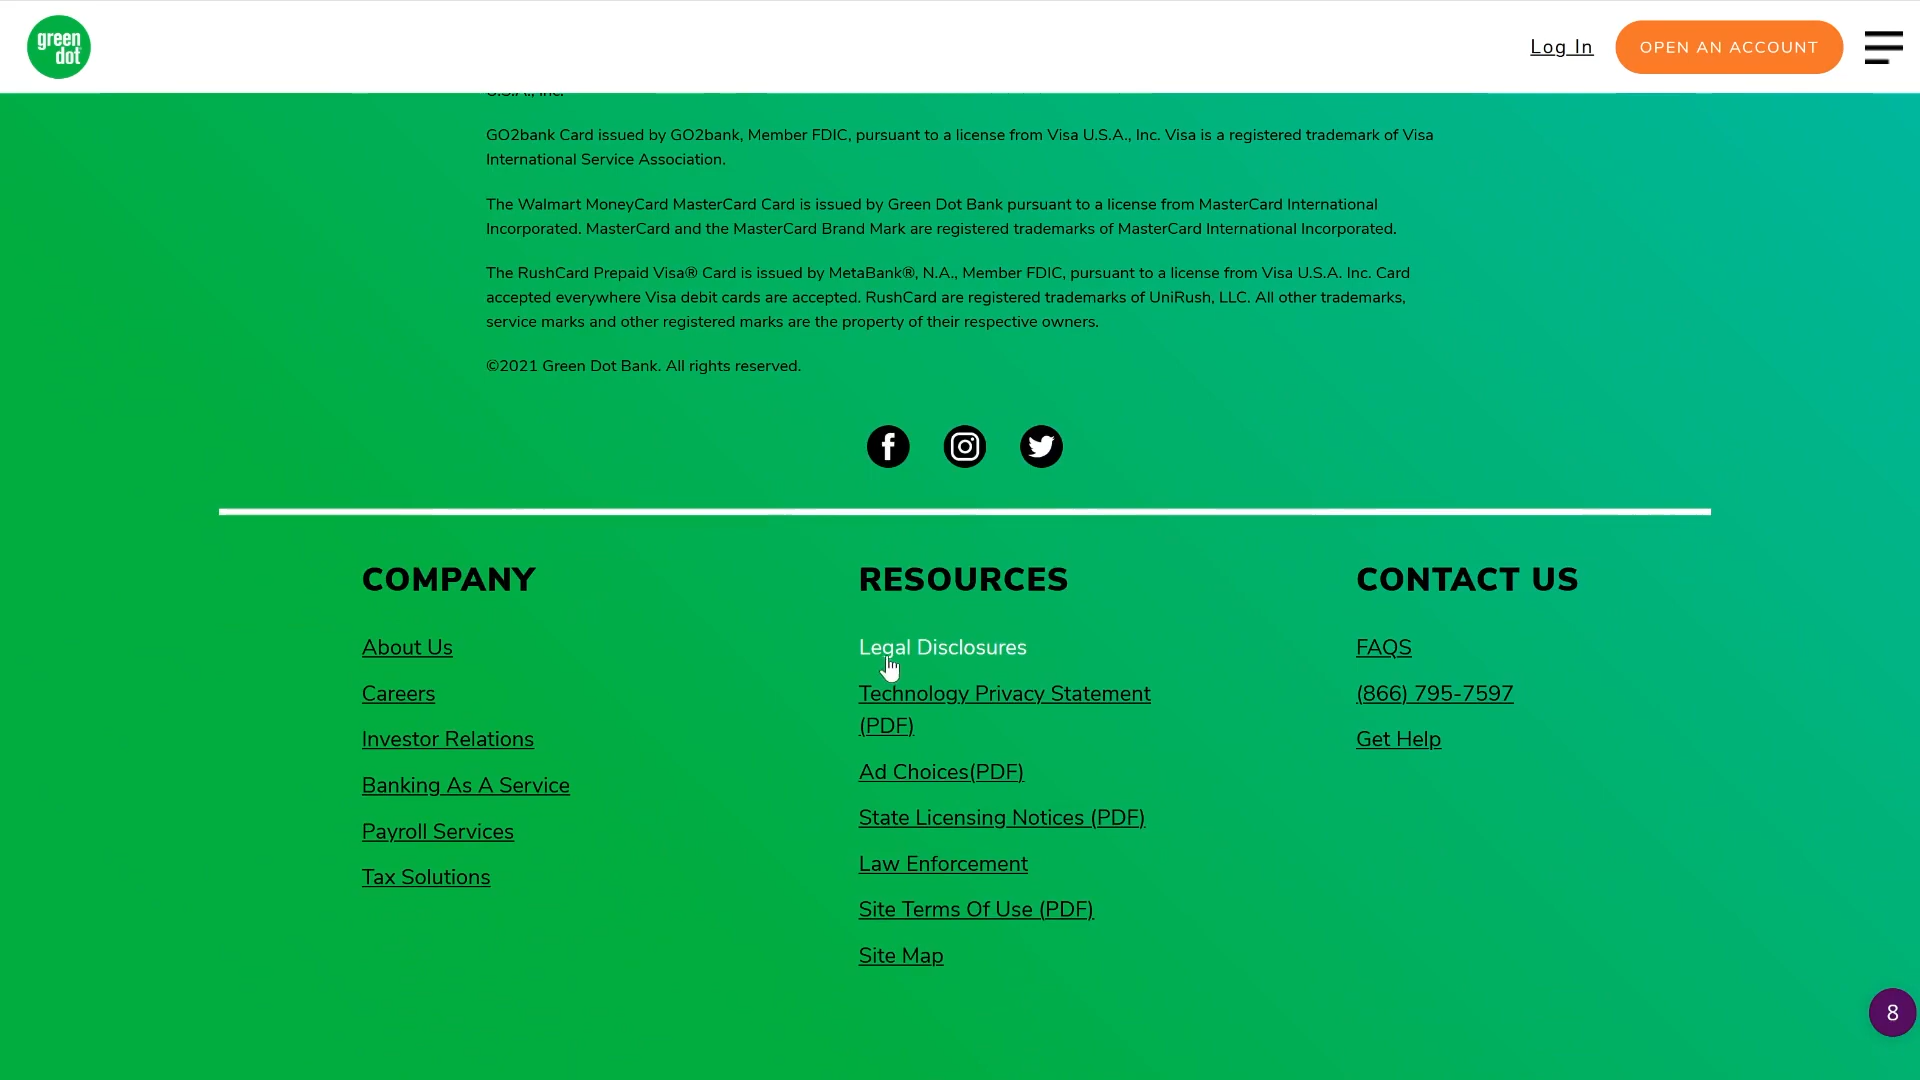 green
dot
Log In
OPEN AN ACCOUNT
U.S.A., Inc.
GO2bank Card issued by GO2bank, Member FDIC, pursuant to a license from Visa U.S.A., Inc. Visa is a registered trademark of Visa
International Service Association.
The Walmart MoneyCard MasterCard Card is issued by Green Dot Bank pursuant to a license from MasterCard International
Incorporated. MasterCard and the MasterCard Brand Mark are registered trademarks of MasterCard International Incorporated.
The RushCard Prepaid Visa® Card is issued by MetaBank®, N.A., Member FDIC, pursuant to a license from Visa U.S.A. Inc. Card
accepted everywhere Visa debit cards are accepted. RushCard are registered trademarks of UniRush, LLC. All other trademarks,
service marks and other registered marks are the property of their respective owners.
©2021 Green Dot Bank. All rights reserved.
COMPANY
About Us
Careers
Investor Relations
Banking As A Service
Payroll Services
Tax Solutions
RESOURCES
Legal Disclosures
Technology Privacy Statement
(PDF)
Ad Choices(PDF)
State Licensing Notices (PDF)
Law Enforcement
Site Terms Of Use (PDF)
Site Map
CONTACT US
FAQS
(866) 795-7597
Get Help
8